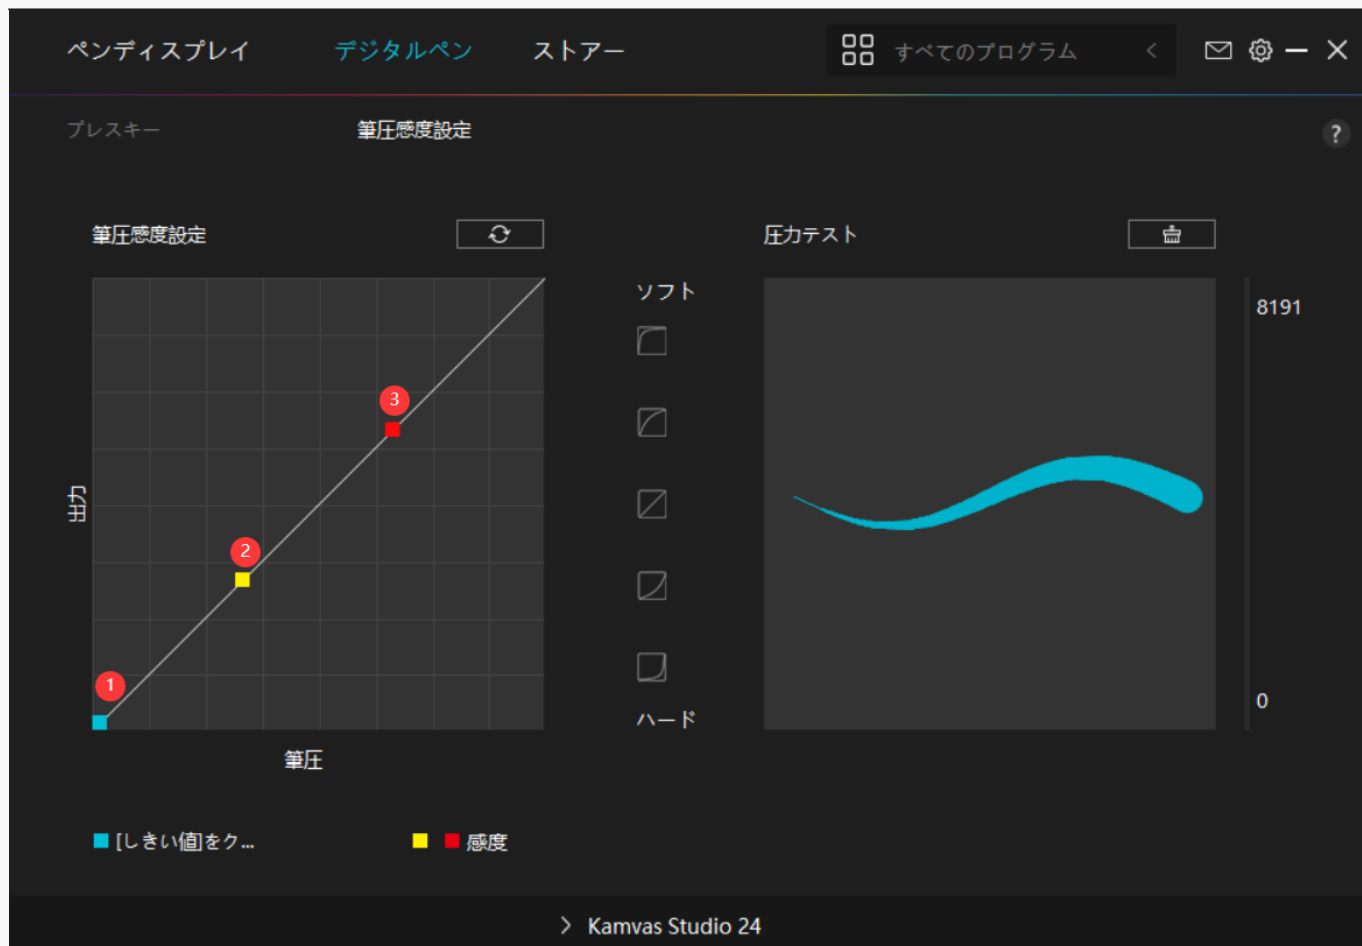 ペンディスプレイ デジタルペン ストアー すべてのプログラム
プレスキー 筆圧感度設定 ?
筆圧感度設定 圧力テスト
ソフト
8191
3
出力
2
1
0
ハード
筆圧
[しきい値]をク... 感度
Kamvas Studio 24